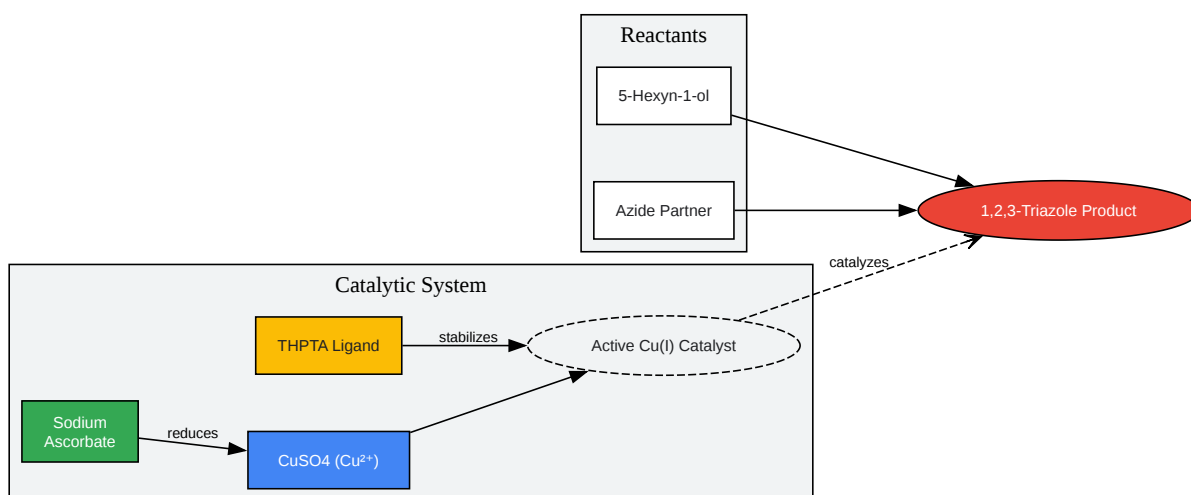 Reactants
5-Hexyn-1-ol
Azide Partner
1,2,3-Triazole Product
catalyzes
Catalytic System
THPTA Ligand
stabilizes
Active Cu(I) Catalyst
Sodium
Ascorbate
reduces
CuSO4 (Cu²⁺)